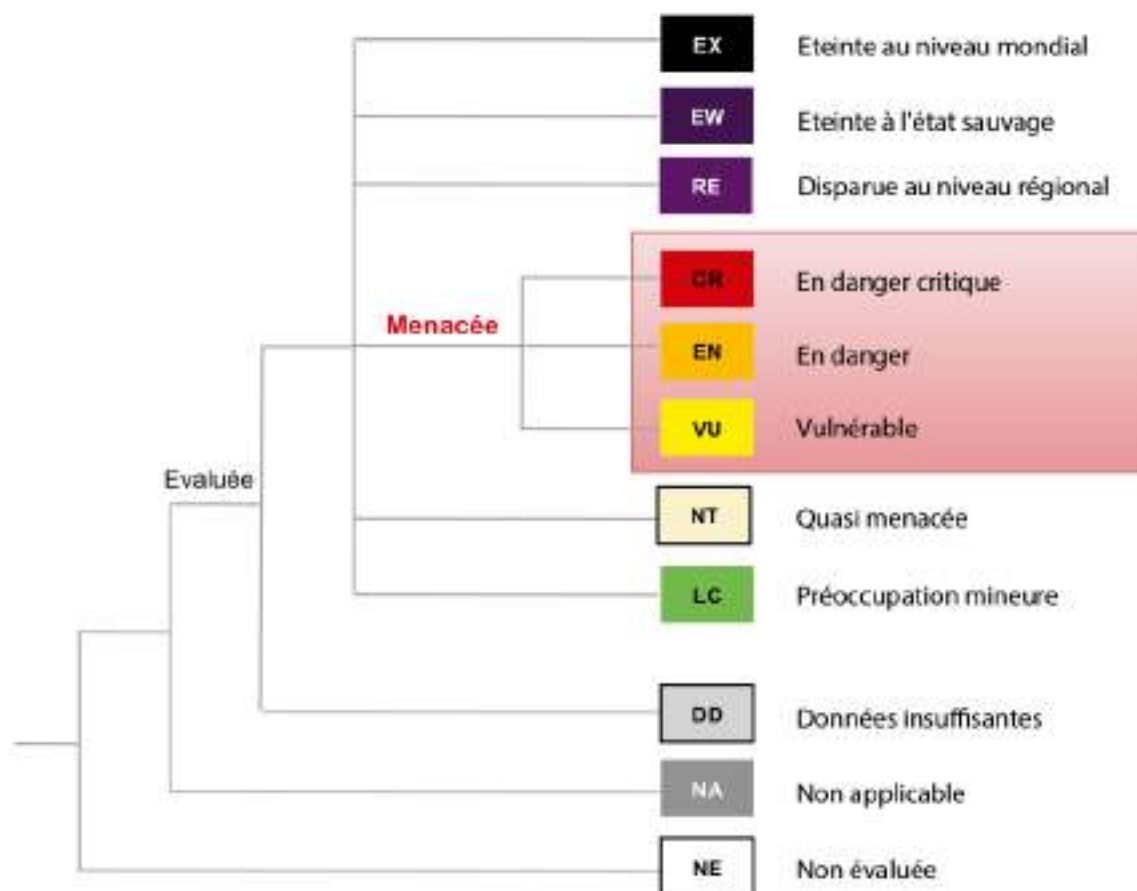 EX Eteinte au niveau mondial
EW Eteinte à l'état sauvage
RE Disparue au niveau régional
CR En danger critique
Menacée
EN En danger
VU Vulnérable
Evaluée
NT Quasi menacée
LC Préoccupation mineure
DD Données insuffisantes
NA Non applicable
NE Non évaluée